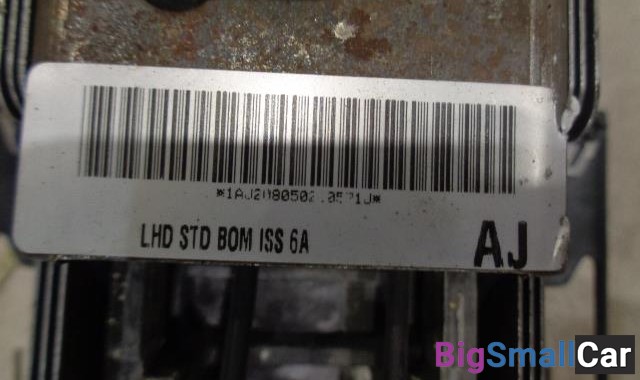 LHD STD BOM ISS 6A
AJ
BigSmallCar